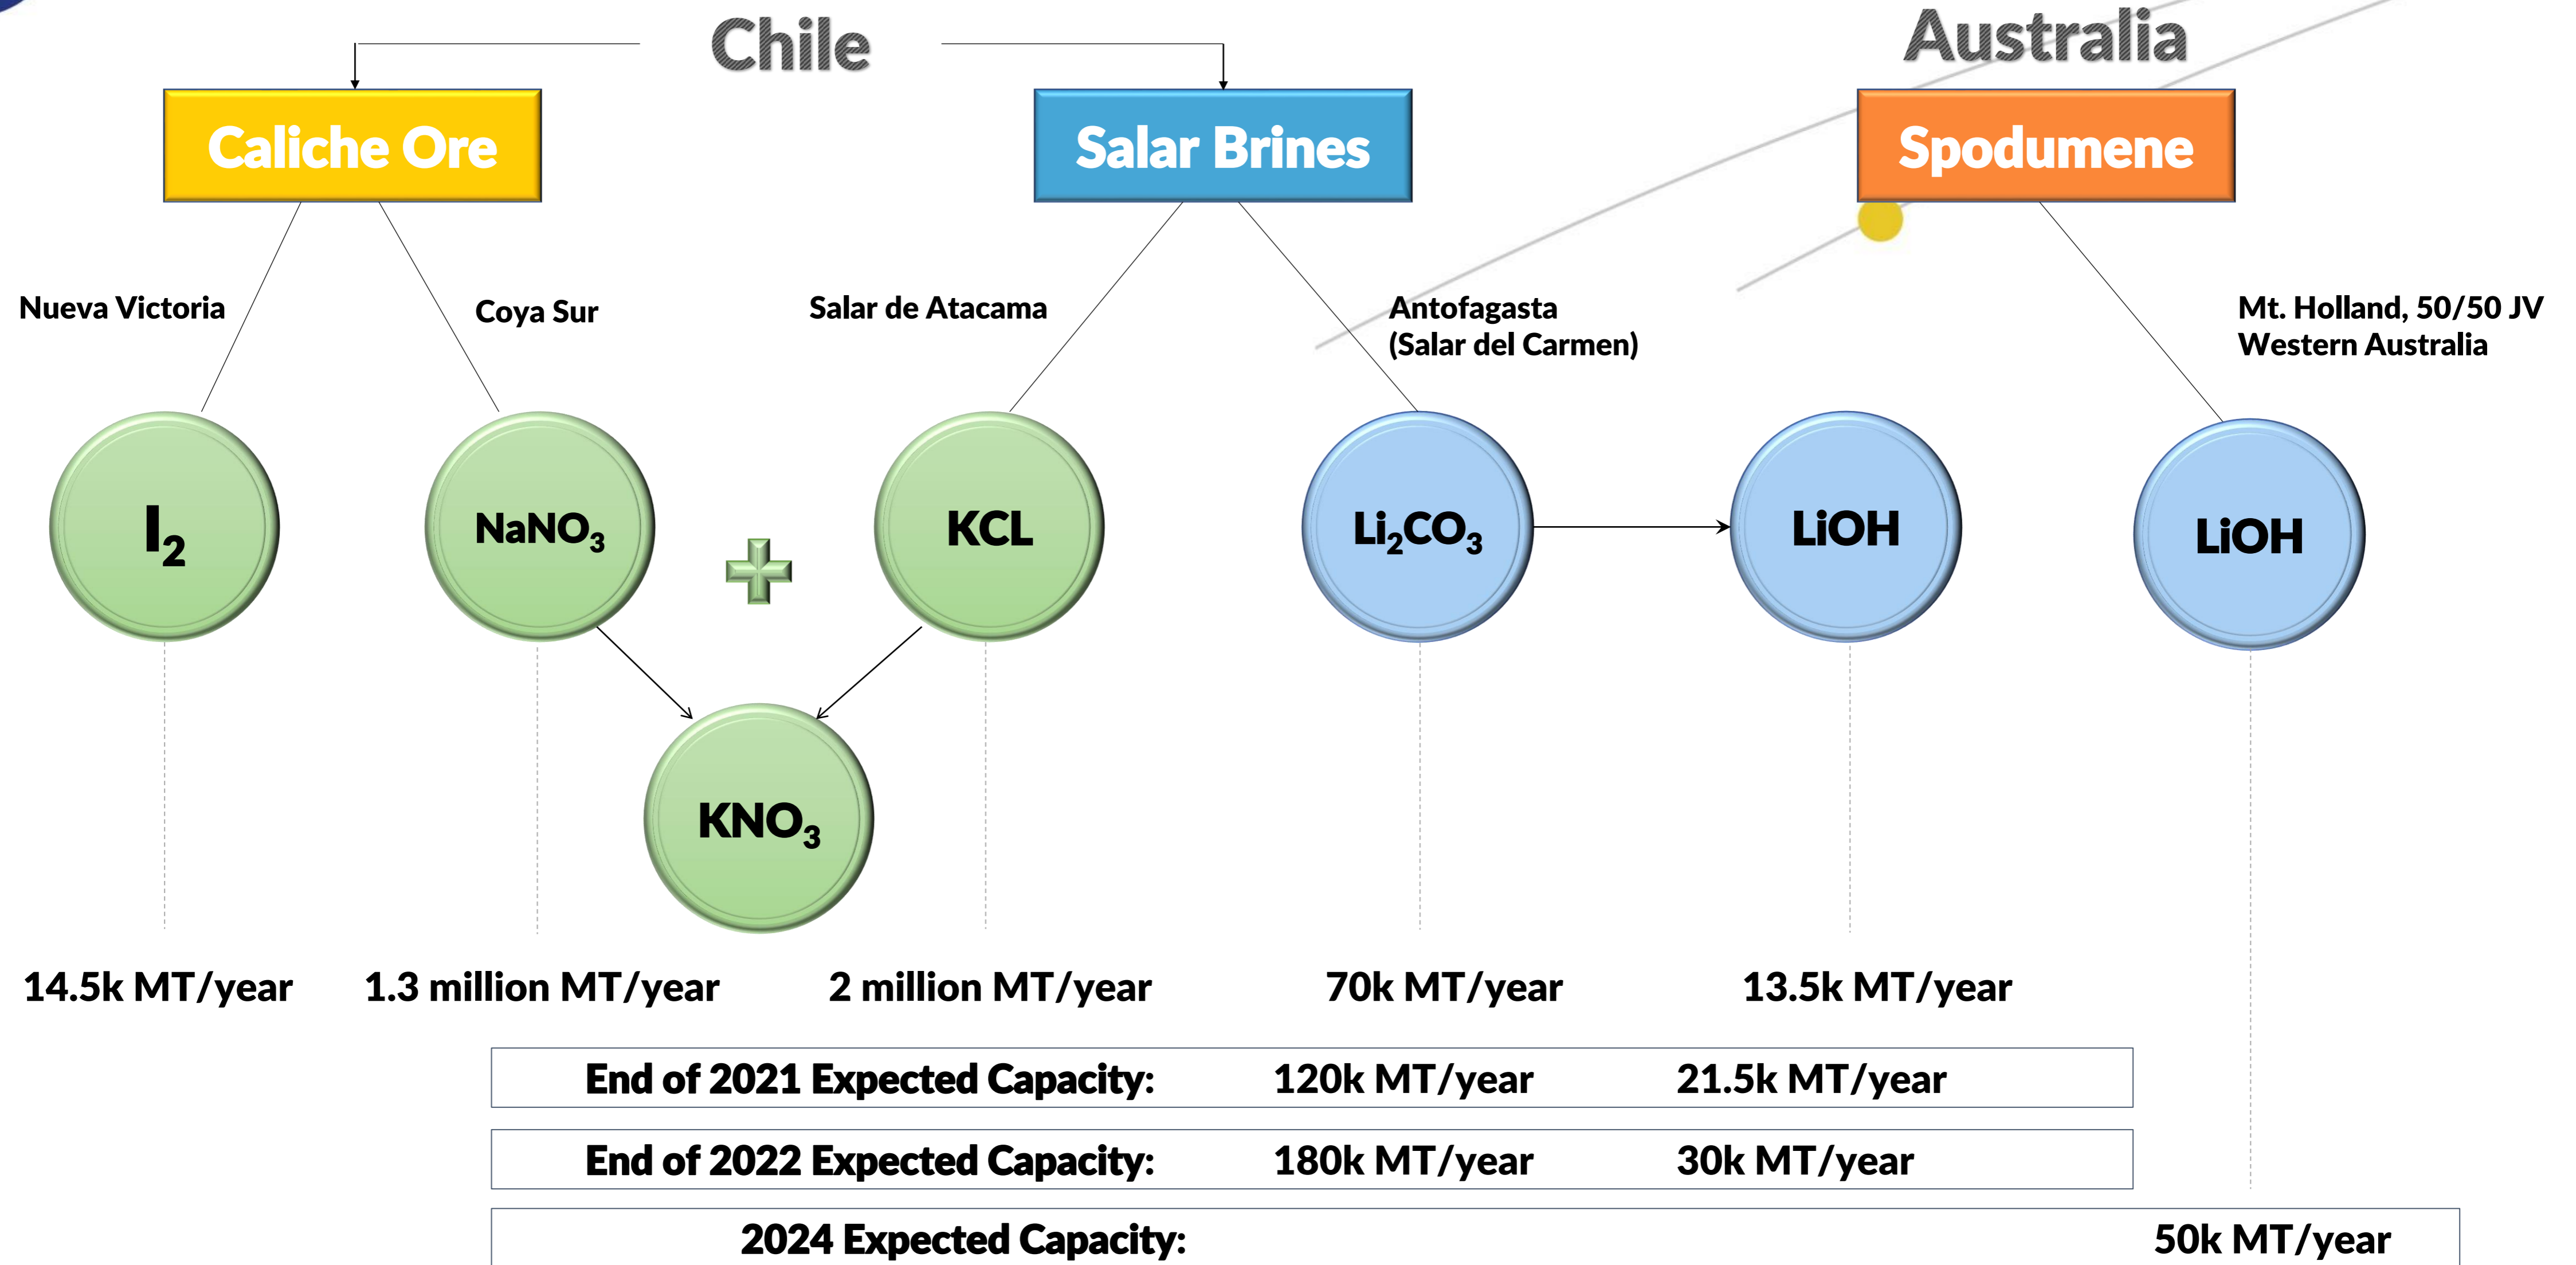 Chile
Australia
Caliche Ore
Salar Brines
Spodumene
Nueva Victoria
Coya Sur
Salar de Atacama
Antofagasta
(Salar del Carmen)
Mt. Holland, 50/50 JV
Western Australia
I₂
NaNO₃
KCL
Li₂CO₃
LiOH
LiOH
KNO₃
14.5k MT/year
1.3 million MT/year
2 million MT/year
70k MT/year
13.5k MT/year
End of 2021 Expected Capacity: 120k MT/year 21.5k MT/year
End of 2022 Expected Capacity: 180k MT/year 30k MT/year
2024 Expected Capacity: 50k MT/year